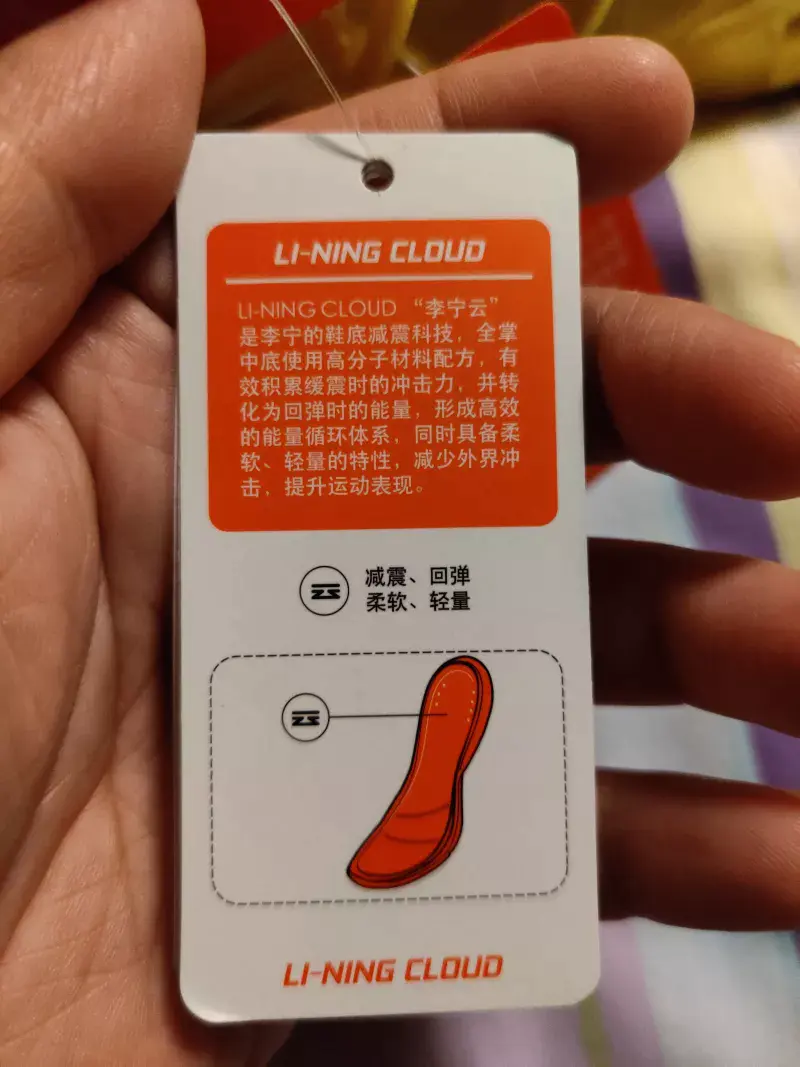 LI-NING CLOUD
LI-NING CLOUD “李宁云”
是李宁的鞋底减震科技，全掌
中底使用高分子材料配方，有
效积累缓震时的冲击力，并转
化为回弹时的能量，形成高效
的能量循环体系，同时具备柔
软、轻量的特性，减少外界冲
击，提升运动表现。
云 减震、回弹
柔软、轻量
云
LI-NING CLOUD